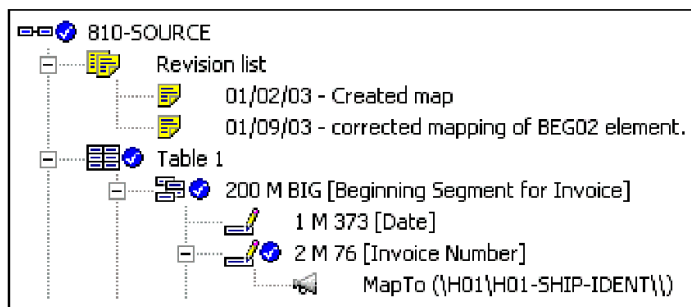 810-SOURCE
Revision list
01/02/03 - Created map
01/09/03 - corrected mapping of BEG02 element.
Table 1
200 M BIG [Beginning Segment for Invoice]
1 M 373 [Date]
2 M 76 [Invoice Number]
MapTo (\H01\H01-SHIP-IDENT\\)